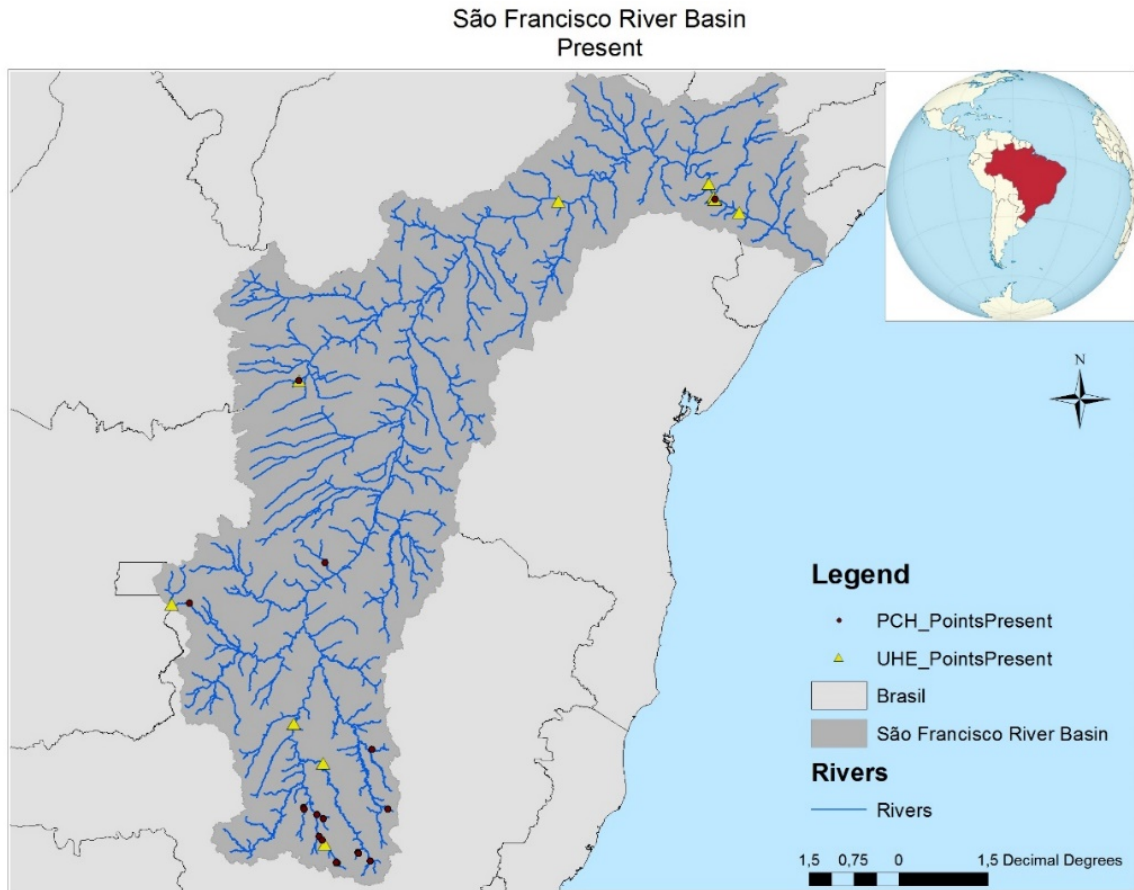 São Francisco River Basin
Present
N
Legend
PCH_PointsPresent
UHE_PointsPresent
Brasil
São Francisco River Basin
Rivers
Rivers
1,5 0,75 0 1,5 Decimal Degrees